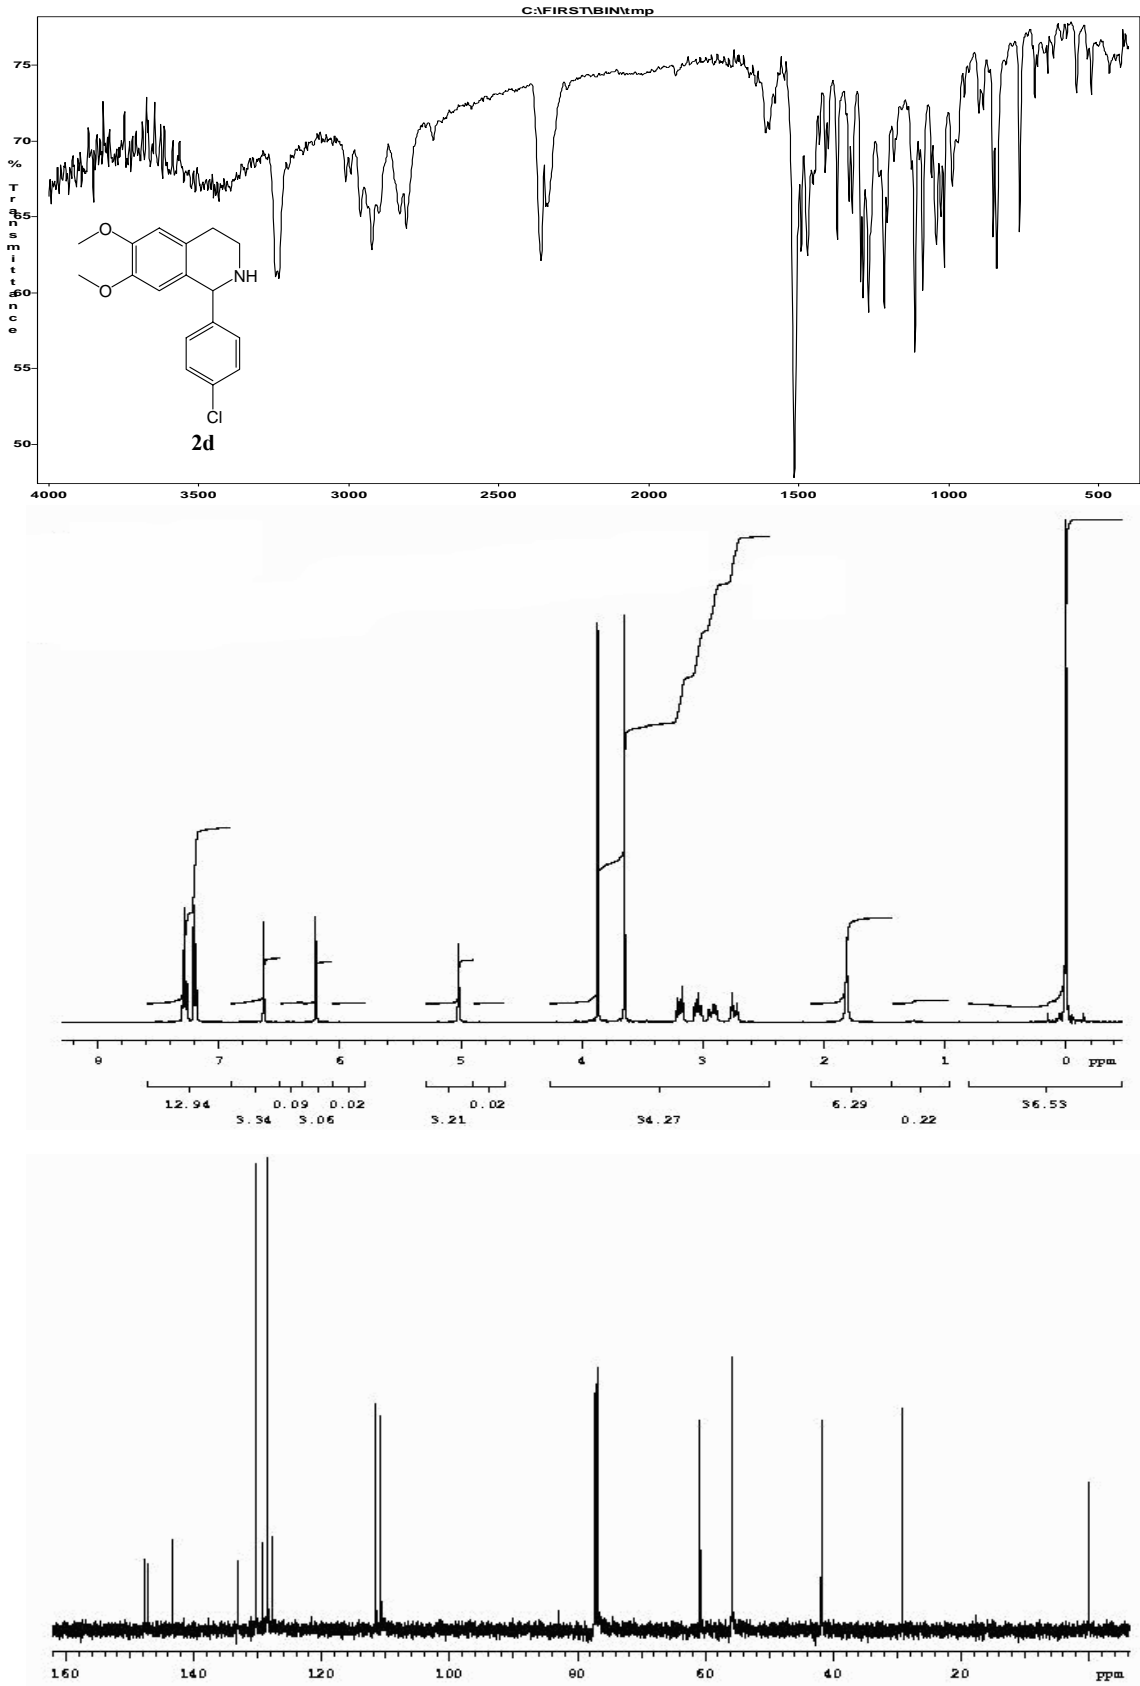 C:\FIRST\BIN\tmp
75
70
65
60
55
50
% Transmittance
O
O
NH
Cl
2d
4000 3500 3000 2500 2000 1500 1000 500
8 7 6 5 4 3 2 1 0 ppm
12.94 0.09 0.02 0.02 34.27 6.29 36.53
3.34 3.06 3.21 0.22
160 140 120 100 80 60 40 20 ppm